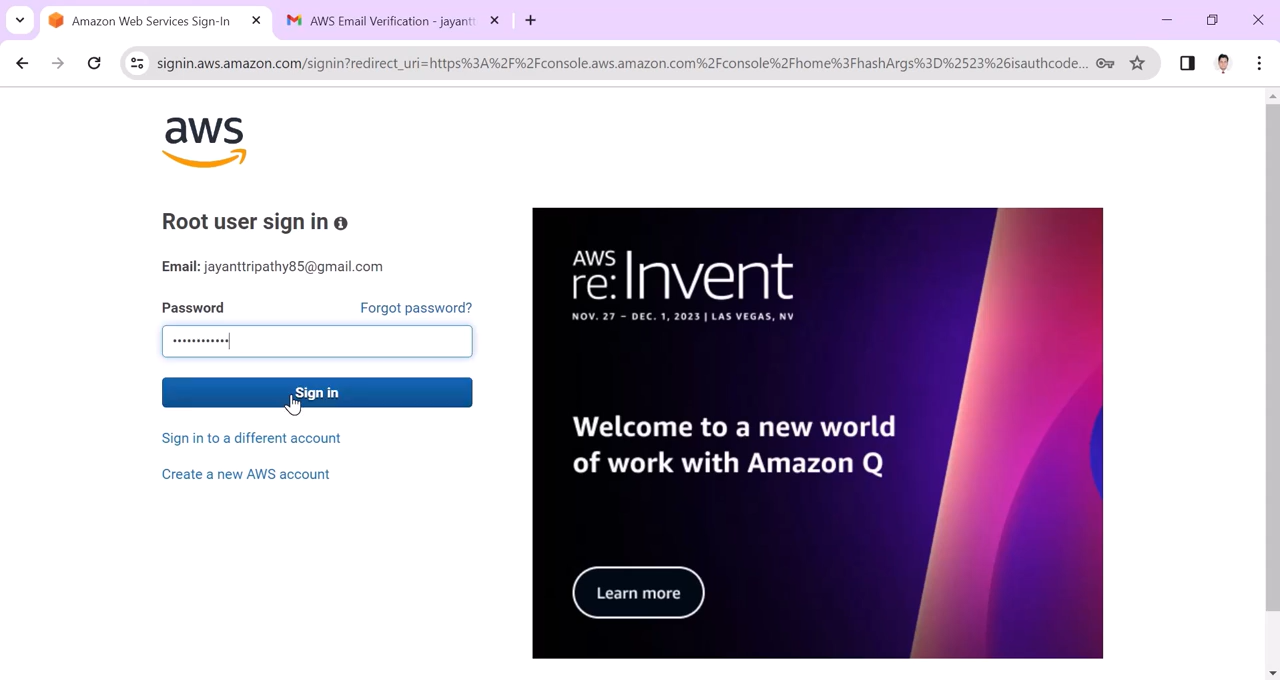 Amazon Web Services Sign-In
AWS Email Verification - jayantt
signin.aws.amazon.com/signin?redirect_uri=https%3A%2F%2Fconsole.aws.amazon.com%2Fconsole%2Fhome%3FhashArgs%3D%2523%26isauthcode...
aws
Root user sign in
Email: jayanttripathy85@gmail.com
Password
Forgot password?
••••••••••••
Sign in
Sign in to a different account
Create a new AWS account
AWS
re:Invent
NOV. 27 – DEC. 1, 2023 | LAS VEGAS, NV
Welcome to a new world
of work with Amazon Q
Learn more